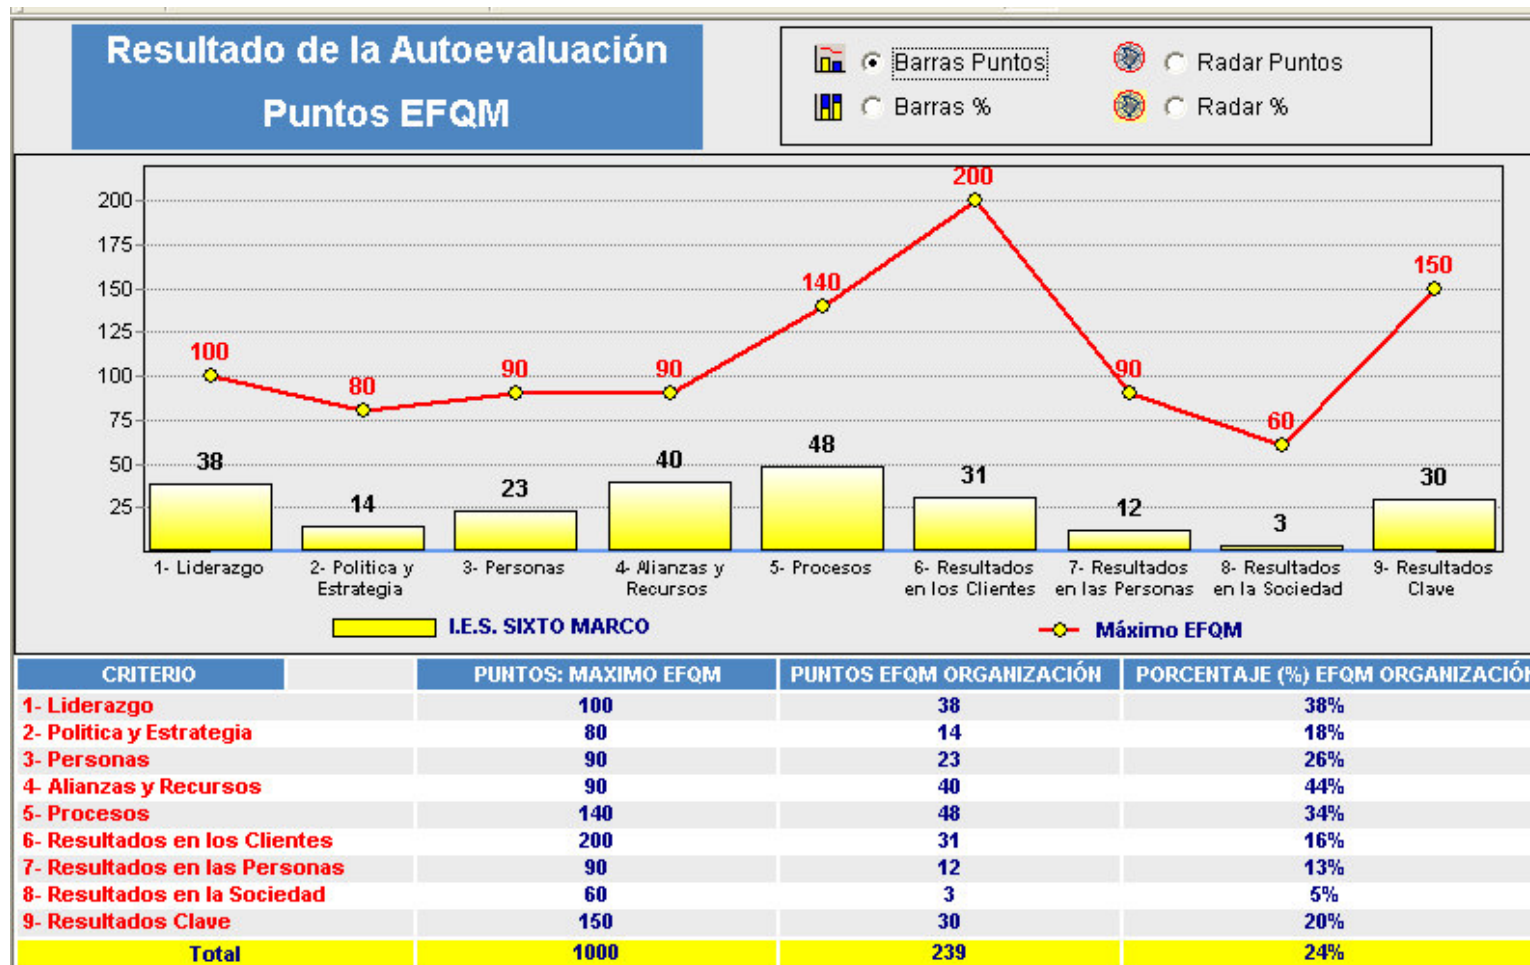 Resultado de la Autoevaluación
Puntos EFQM
Barras Puntos
Radar Puntos
Barras %
Radar %
200
175
150
125
100
75
50
25
100
80
90
90
140
200
90
60
150
38
14
23
40
48
31
12
3
30
1- Liderazgo
2- Politica y
Estrategia
3- Personas
4- Alianzas y
Recursos
5- Procesos
6- Resultados
en los Clientes
7- Resultados
en las Personas
8- Resultados
en la Sociedad
9- Resultados
Clave
I.E.S. SIXTO MARCO
Máximo EFQM
CRITERIO PUNTOS: MAXIMO EFQM PUNTOS EFQM ORGANIZACIÓN PORCENTAJE (%) EFQM ORGANIZACIÓN
1- Liderazgo 100 38 38%
2- Politica y Estrategia 80 14 18%
3- Personas 90 23 26%
4- Alianzas y Recursos 90 40 44%
5- Procesos 140 48 34%
6- Resultados en los Clientes 200 31 16%
7- Resultados en las Personas 90 12 13%
8- Resultados en la Sociedad 60 3 5%
9- Resultados Clave 150 30 20%
Total 1000 239 24%